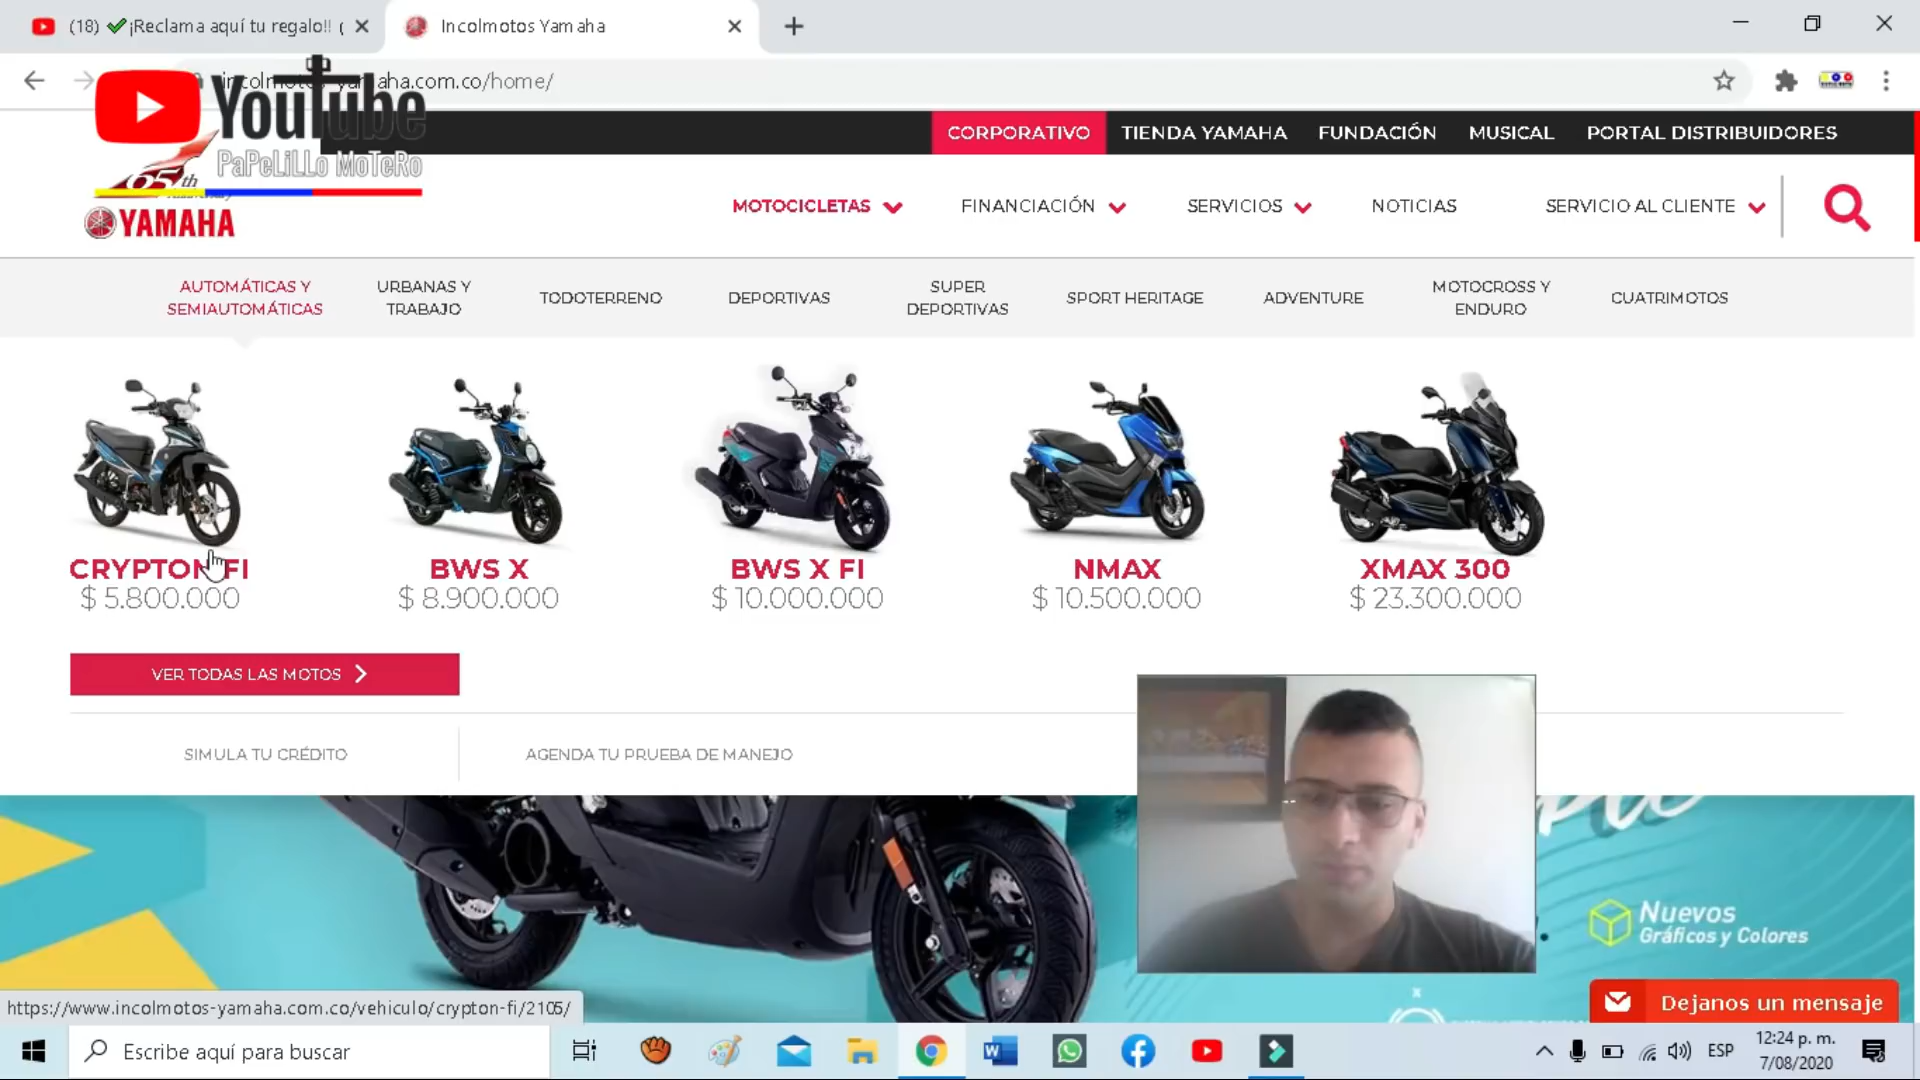 (18) ✔¡Reclama aquí tu regalo!! (
Incolmotos Yamaha
incolmotos-yamaha.com.co/home/
YouTube
PaPeLiLLo MoTeRo
65th
YAMAHA
CORPORATIVO
TIENDA YAMAHA
FUNDACIÓN
MUSICAL
PORTAL DISTRIBUIDORES
MOTOCICLETAS
FINANCIACIÓN
SERVICIOS
NOTICIAS
SERVICIO AL CLIENTE
AUTOMÁTICAS Y
SEMIAUTOMÁTICAS
URBANAS Y
TRABAJO
TODOTERRENO
DEPORTIVAS
SUPER
DEPORTIVAS
SPORT HERITAGE
ADVENTURE
MOTOCROSS Y
ENDURO
CUATRIMOTOS
CRYPTON FI
$ 5.800.000
BWS X
$ 8.900.000
BWS X FI
$ 10.000.000
NMAX
$ 10.500.000
XMAX 300
$ 23.300.000
VER TODAS LAS MOTOS
SIMULA TU CRÉDITO
AGENDA TU PRUEBA DE MANEJO
Nuevos
Gráficos y Colores
Dejanos un mensaje
https://www.incolmotos-yamaha.com.co/vehiculo/crypton-fi/2105/
Escribe aquí para buscar
ESP
12:24 p. m.
7/08/2020